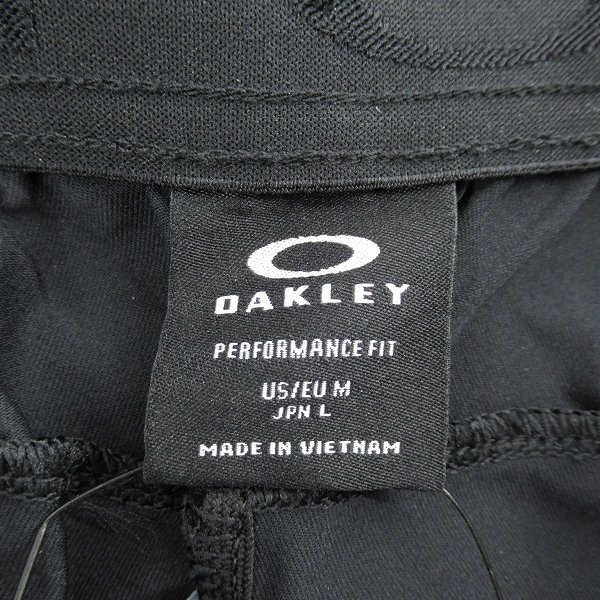 OAKLEY
PERFORMANCE FIT
US/EU M
JPN L
MADE IN VIETNAM